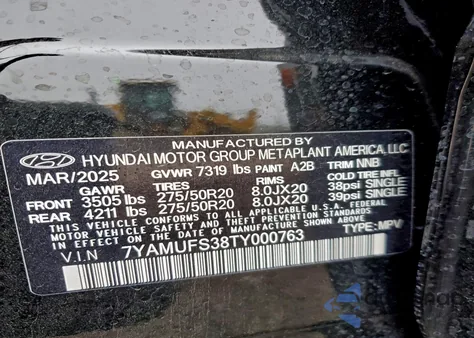 MANUFACTURED BY
HYUNDAI MOTOR GROUP METAPLANT AMERICA, LLC
MAR/2025 GVWR 7319 lbs PAINT A2B TRIM NNB
GAWR TIRES RIMS COLD TIRE INFL
FRONT 3505 lbs 275/50R20 8.0JX20 38psi SINGLE
REAR 4211 lbs 275/50R20 8.0JX20 39psi SINGLE
THIS VEHICLE CONFORMS TO ALL APPLICABLE FEDERAL
MOTOR VEHICLE SAFETY AND THEFT PREVENTION STANDARDS
IN EFFECT ON THE DATE OF MANUFACTURE SHOWN ABOVE.
V.I.N 7YAMUFS38TY000763 TYPE: MPV